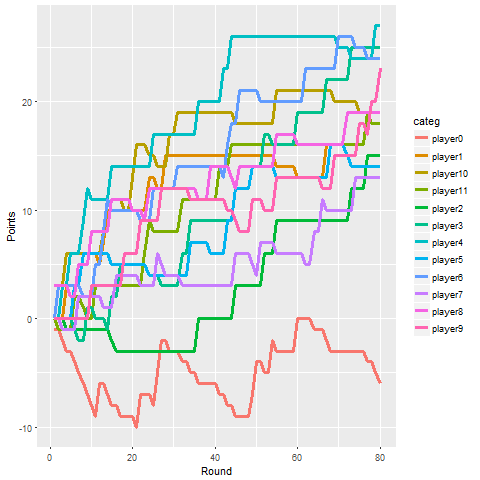 20
10
0
-10
Points
0
20
40
60
80
Round
categ
player0
player1
player10
player11
player2
player3
player4
player5
player6
player7
player8
player9